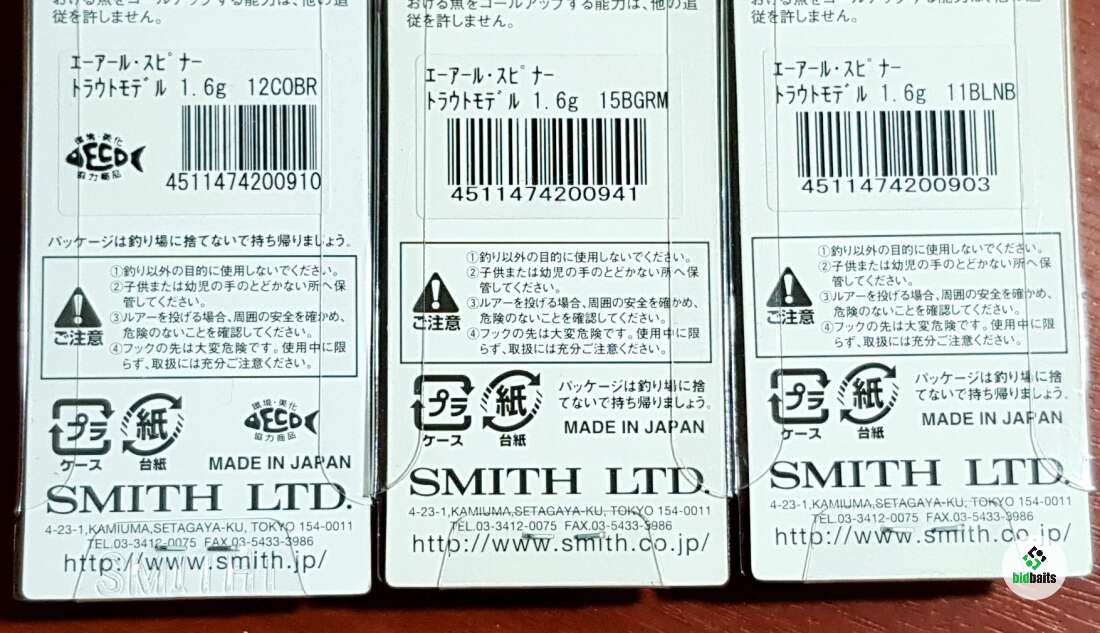 おける魚をコールアップする能力は、他の追
従を許しません。
エーアール・スピナー
トラウトモデル 1.6g 12COBR
環境・美化
ECO
協力商品
4511474200910
パッケージは釣り場に捨てないで持ち帰りましょう。
ご注意
①釣り以外の目的に使用しないでください。
②子供または幼児の手のとどかない所へ保
管してください。
③ルアーを投げる場合、周囲の安全を確かめ、
危険のないことを確認してください。
④フックの先は大変危険です。使用中に限
らず、取扱には充分ご注意ください。
プラ
ケース
紙
台紙
環境・美化
ECO
協力商品
MADE IN JAPAN
SMITH LTD.
4-23-1,KAMIUMA,SETAGAYA-KU, TOKYO 154-0011
TEL.03-3412-0075 FAX.03-5433-3986
http://www.smith.jp/
SMITH
おける魚をコールアップする能力は、他の追
従を許しません。
エーアール・スピナー
トラウトモデル 1.6g 15BGRM
4511474200941
ご注意
①釣り以外の目的に使用しないでください。
②子供または幼児の手のとどかない所へ保
管してください。
③ルアーを投げる場合、周囲の安全を確かめ、
危険のないことを確認してください。
④フックの先は大変危険です。使用中に限
らず、取扱には充分ご注意ください。
プラ
ケース
紙
台紙
パッケージは釣り場に捨
てないで持ち帰りましょう。
MADE IN JAPAN
SMITH LTD.
4-23-1,KAMIUMA,SETAGAYA-KU, TOKYO 154-0011
TEL.03-3412-0075 FAX.03-5433-3986
http://www.smith.co.jp/
従を許しません。
エーアール・スピナー
トラウトモデル 1.6g 11BLNB
4511474200903
ご注意
①釣り以外の目的に使用しないでください。
②子供または幼児の手のとどかない所へ保
管してください。
③ルアーを投げる場合、周囲の安全を確かめ、
危険のないことを確認してください。
④フックの先は大変危険です。使用中に限
らず、取扱には充分ご注意ください。
プラ
ケース
紙
台紙
パッケージは釣り場に捨
てないで持ち帰りましょう。
MADE IN JAPAN
SMITH LTD.
4-23-1,KAMIUMA,SETAGAYA-KU, TOKYO 154-0011
TEL.03-3412-0075 FAX.03-5433-3986
http://www.smith.co.jp/
bidbaits